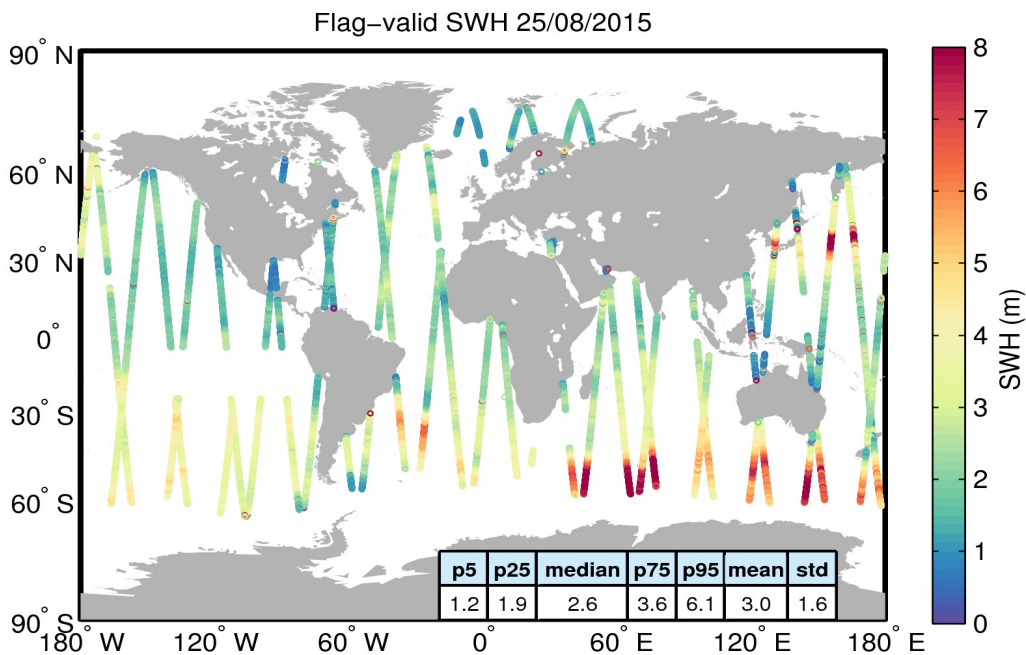 Flag−valid SWH 25/08/2015
90° N
60° N
30° N
0°
30° S
60° S
90° S
180° W
120° W
60° W
0°
60° E
120° E
180° E
p5 p25 median p75 p95 mean std
1.2 1.9 2.6 3.6 6.1 3.0 1.6
8
7
6
5
4
3
2
1
0
SWH (m)